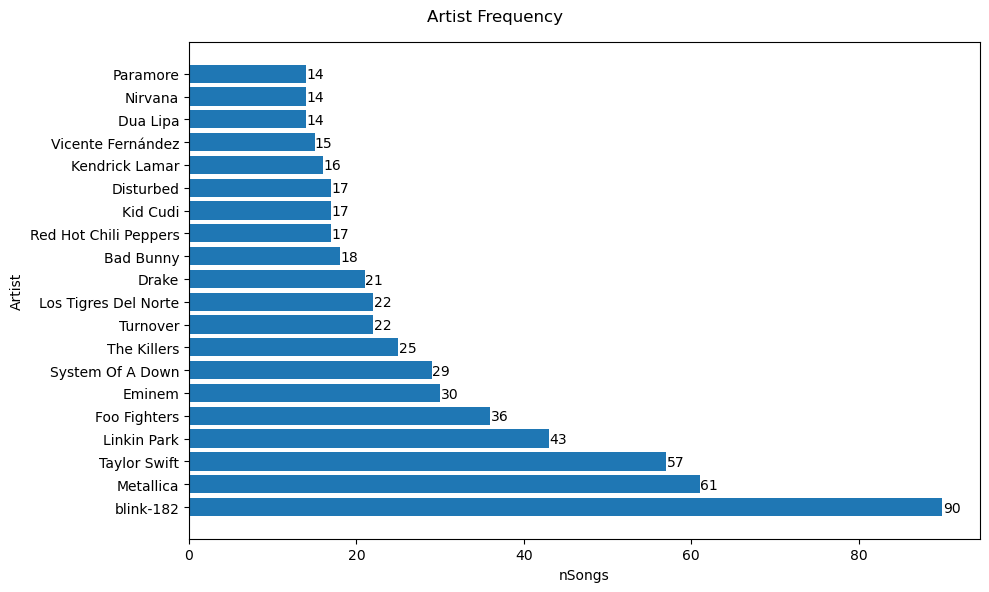 Artist Frequency
Artist
Paramore 14
Nirvana 14
Dua Lipa 14
Vicente Fernández 15
Kendrick Lamar 16
Disturbed 17
Kid Cudi 17
Red Hot Chili Peppers 17
Bad Bunny 18
Drake 21
Los Tigres Del Norte 22
Turnover 22
The Killers 25
System Of A Down 29
Eminem 30
Foo Fighters 36
Linkin Park 43
Taylor Swift 57
Metallica 61
blink-182 90
0 20 40 60 80
nSongs